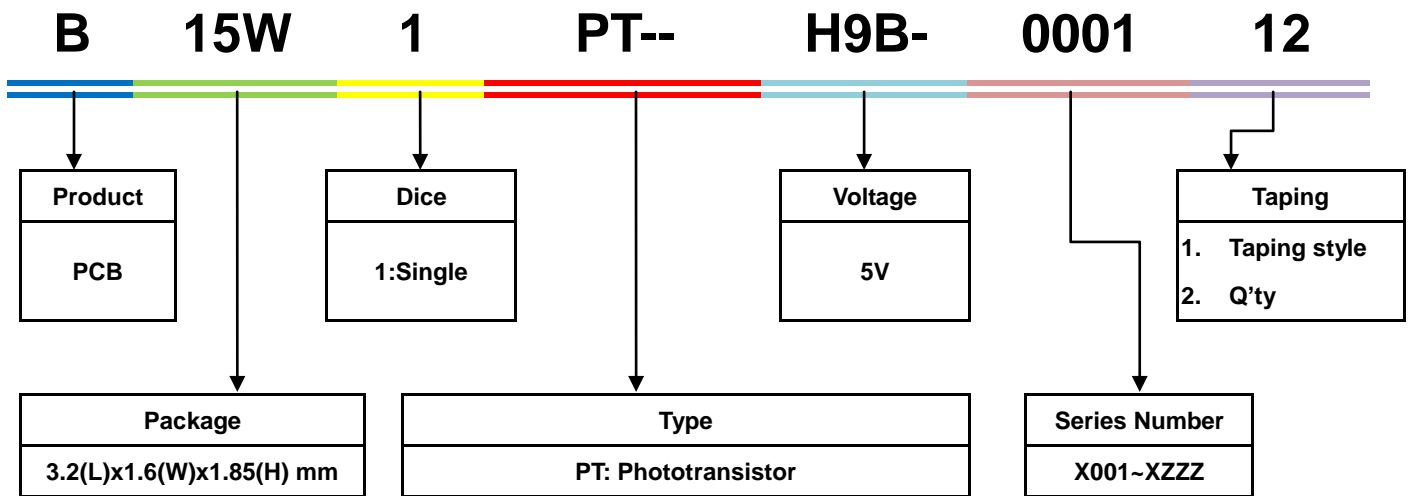 B 15W 1 PT-- H9B- 0001 12
Product
PCB
Dice
1:Single
Voltage
5V
Taping
1. Taping style
2. Q’ty
Package
3.2(L)x1.6(W)x1.85(H) mm
Type
PT: Phototransistor
Series Number
X001~XZZZ